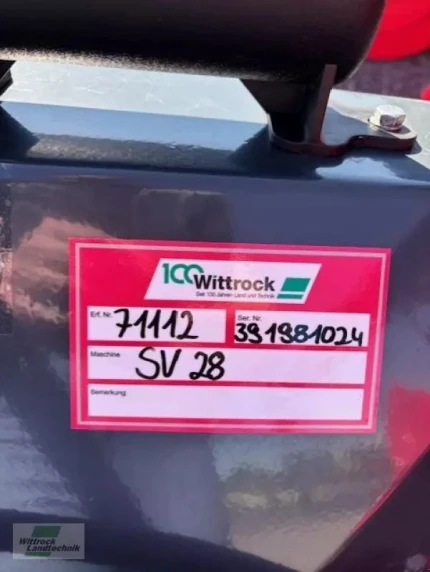 100 Wittrock
Seit 100 Jahren Land und Technik
Erf. Nr. 71112 Ser. Nr. 391981024
Maschine SV 28
Bemerkung
Wittrock
Landtechnik